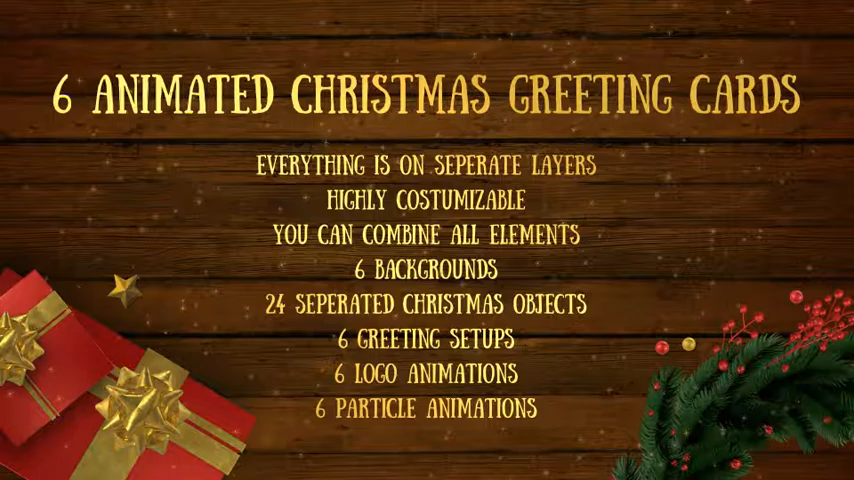 6 ANIMATED CHRISTMAS GREETING CARDS
EVERYTHING IS ON SEPERATE LAYERS
HIGHLY COSTUMIZABLE
YOU CAN COMBINE ALL ELEMENTS
6 BACKGROUNDS
24 SEPERATED CHRISTMAS OBJECTS
6 GREETING SETUPS
6 LOGO ANIMATIONS
6 PARTICLE ANIMATIONS